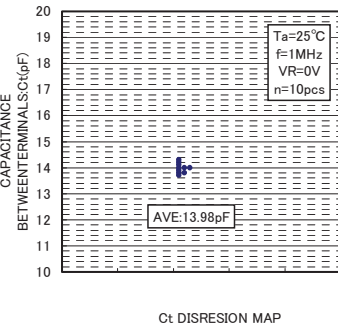 CAPACITANCE
BETWEENTERMINALS:Ct(pF)
20
19
18
17
16
15
14
13
12
11
10
Ta=25°C
f=1MHz
VR=0V
n=10pcs
AVE:13.98pF
Ct DISRESION MAP